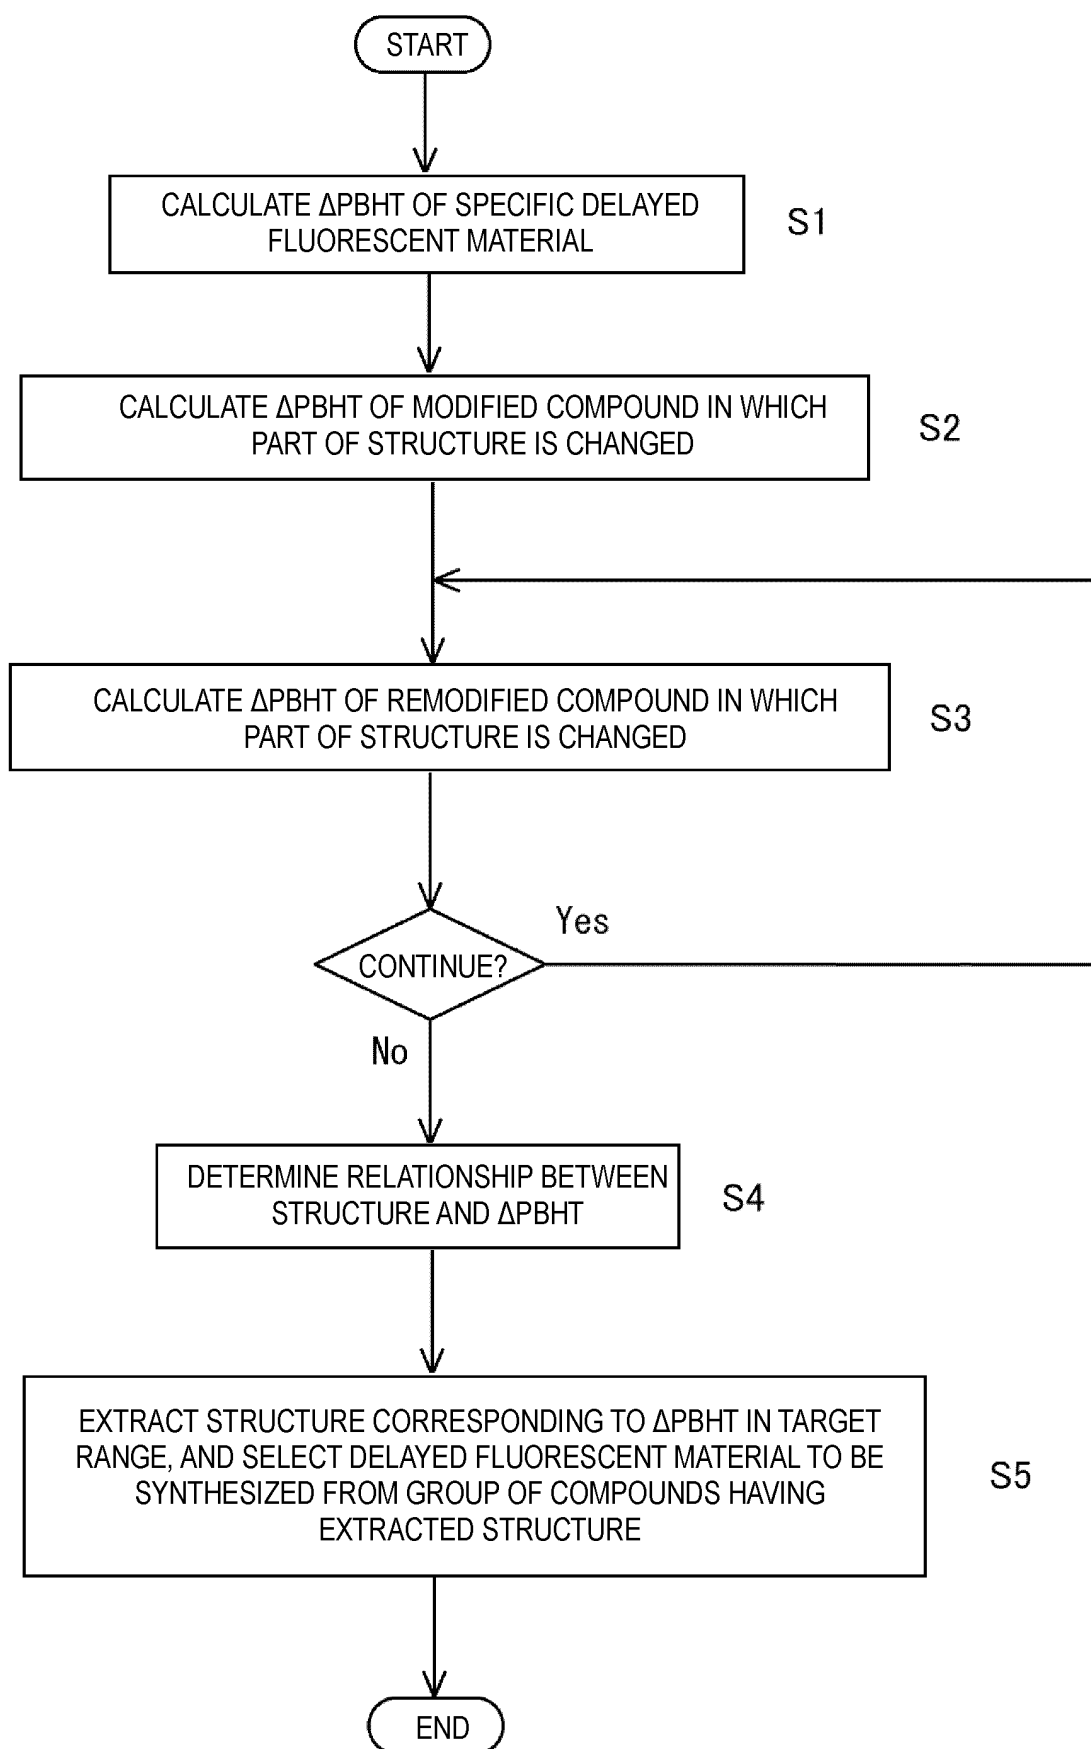 START
CALCULATE ΔPBHT OF SPECIFIC DELAYED
FLUORESCENT MATERIAL
S1
CALCULATE ΔPBHT OF MODIFIED COMPOUND IN WHICH
PART OF STRUCTURE IS CHANGED
S2
CALCULATE ΔPBHT OF REMODIFIED COMPOUND IN WHICH
PART OF STRUCTURE IS CHANGED
S3
CONTINUE?
Yes
No
DETERMINE RELATIONSHIP BETWEEN
STRUCTURE AND ΔPBHT
S4
EXTRACT STRUCTURE CORRESPONDING TO ΔPBHT IN TARGET
RANGE, AND SELECT DELAYED FLUORESCENT MATERIAL TO BE
SYNTHESIZED FROM GROUP OF COMPOUNDS HAVING
EXTRACTED STRUCTURE
S5
END